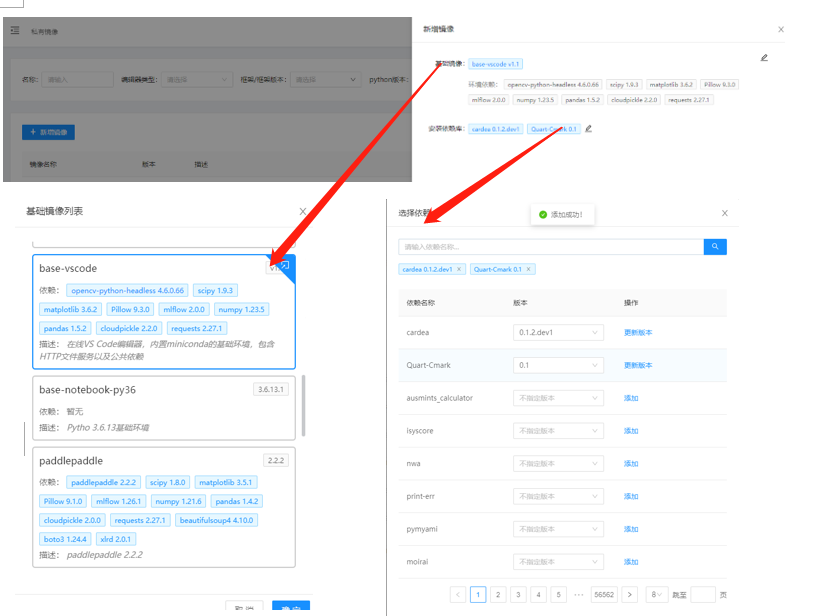 私有镜像
名称: 请输入 编辑器类型: 请选择 框架/框架版本: 请选择 python版本:
+ 新增镜像
镜像名称 版本 描述
新增镜像
基础镜像: base-vscode v1.1
环境依赖: opencv-python-headless 4.6.0.66 scipy 1.9.3 matplotlib 3.6.2 Pillow 9.3.0
mlflow 2.0.0 numpy 1.23.5 pandas 1.5.2 cloudpickle 2.2.0 requests 2.27.1
安装依赖库: cardea 0.1.2.dev1 Quart-Cmark 0.1
基础镜像列表
base-vscode
依赖: opencv-python-headless 4.6.0.66 scipy 1.9.3
matplotlib 3.6.2 Pillow 9.3.0 mlflow 2.0.0 numpy 1.23.5
pandas 1.5.2 cloudpickle 2.2.0 requests 2.27.1
描述: 在线VS Code编辑器，内置miniconda的基础环境，包含
HTTP文件服务以及公共依赖
base-notebook-py36 3.6.13.1
依赖: 暂无
描述: Pytho 3.6.13基础环境
paddlepaddle 2.2.2
依赖: paddlepaddle 2.2.2 scipy 1.8.0 matplotlib 3.5.1
Pillow 9.1.0 mlflow 1.26.1 numpy 1.21.6 pandas 1.4.2
cloudpickle 2.0.0 requests 2.27.1 beautifulsoup4 4.10.0
boto3 1.24.4 xlrd 2.0.1
描述: paddlepaddle 2.2.2
取消 确定
选择依赖
添加成功！
请输入依赖名称...
cardea 0.1.2.dev1 × Quart-Cmark 0.1 ×
依赖名称 版本 操作
cardea 0.1.2.dev1 更新版本
Quart-Cmark 0.1 更新版本
ausmints_calculator 不指定版本 添加
isyscore 不指定版本 添加
nwa 不指定版本 添加
print-err 不指定版本 添加
pymyami 不指定版本 添加
moirai 不指定版本 添加
< 1 2 3 4 5 ··· 56562 > 8 跳至 页